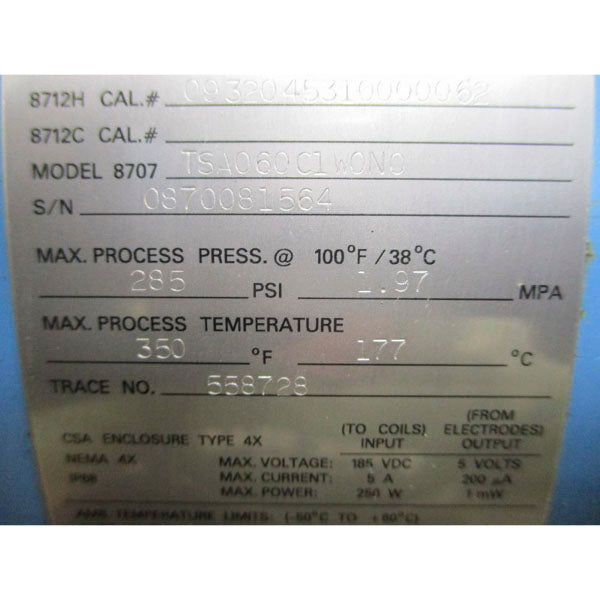 8712H CAL.# 0932045310000062
8712C CAL.#
MODEL 8707 TSA060C1W0N0
S/N 0870081564
MAX. PROCESS PRESS. @ 100°F / 38°C
285 PSI 1.97 MPA
MAX. PROCESS TEMPERATURE
350 °F 177 °C
TRACE NO. 558728
(TO COILS) (FROM ELECTRODES)
CSA ENCLOSURE TYPE 4X INPUT OUTPUT
NEMA 4X MAX. VOLTAGE: 185 VDC 5 VOLTS
IP68 MAX. CURRENT: 5 A 200 µA
MAX. POWER: 250 W 1 mW
AMB. TEMPERATURE LIMITS: (-50°C TO +60°C)